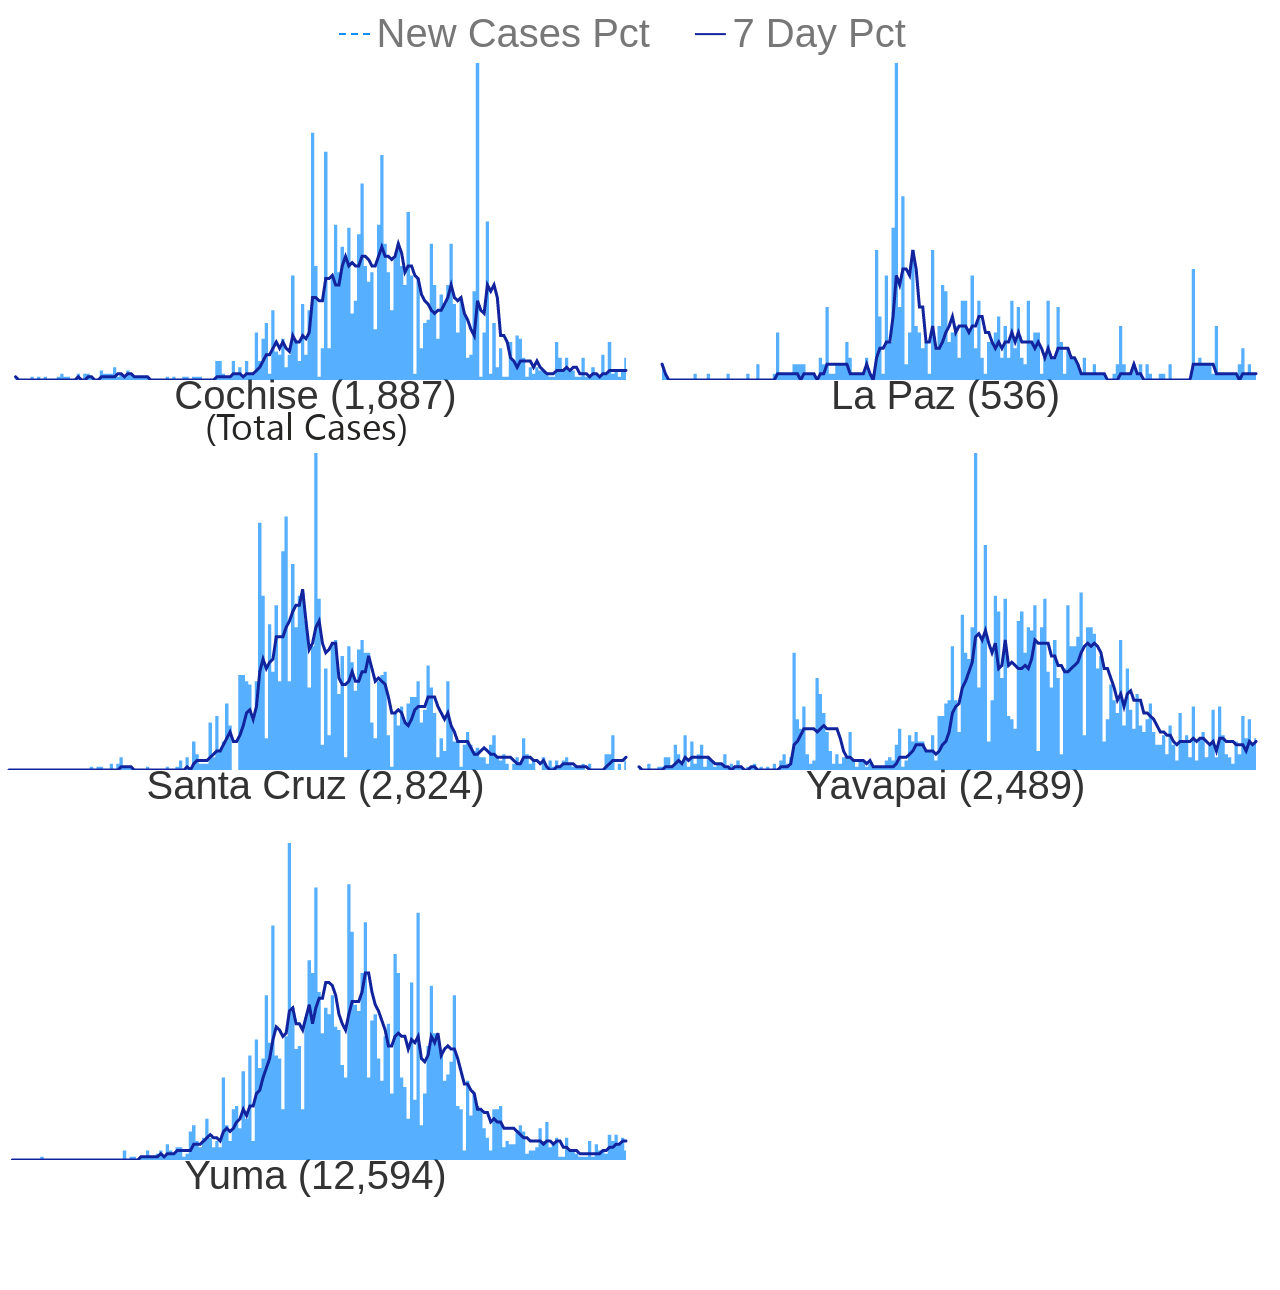 New Cases Pct 7 Day Pct
Cochise (1,887) La Paz (536)
(Total Cases)
Santa Cruz (2,824) Yavapai (2,489)
Yuma (12,594)